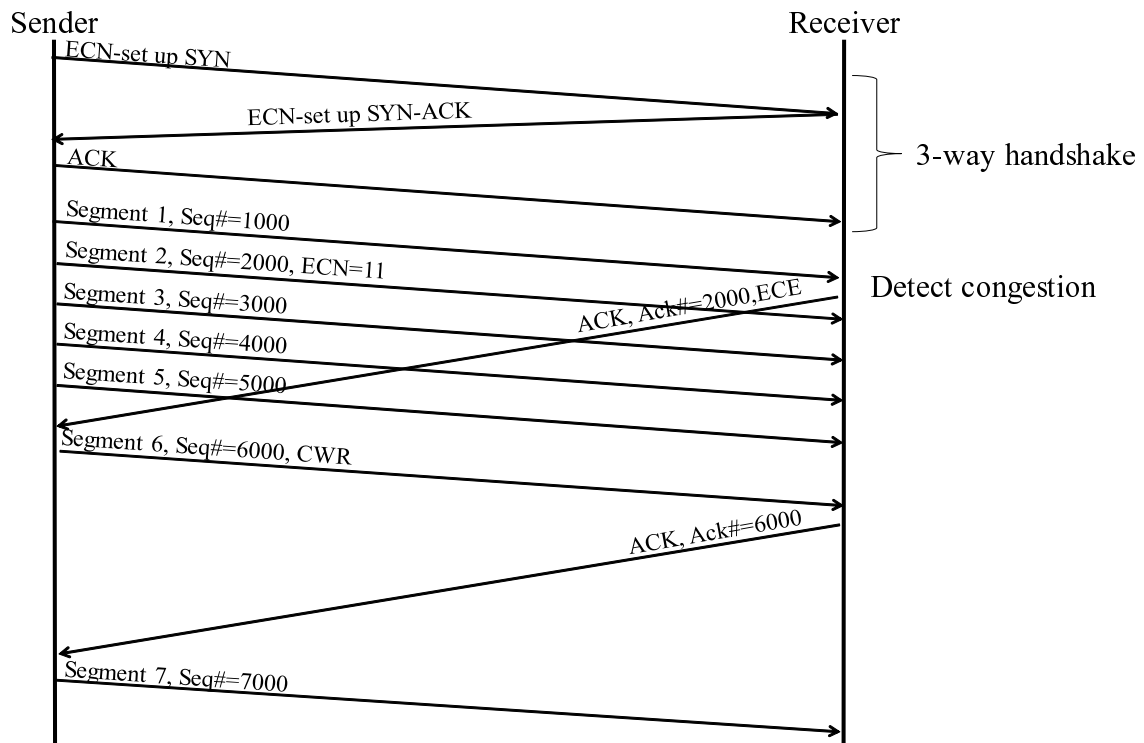 Sender
Receiver
ECN-set up SYN
ECN-set up SYN-ACK
ACK
3-way handshake
Segment 1, Seq#=1000
Segment 2, Seq#=2000, ECN=11
Detect congestion
Segment 3, Seq#=3000
ACK, Ack#=2000,ECE
Segment 4, Seq#=4000
Segment 5, Seq#=5000
Segment 6, Seq#=6000, CWR
ACK, Ack#=6000
Segment 7, Seq#=7000